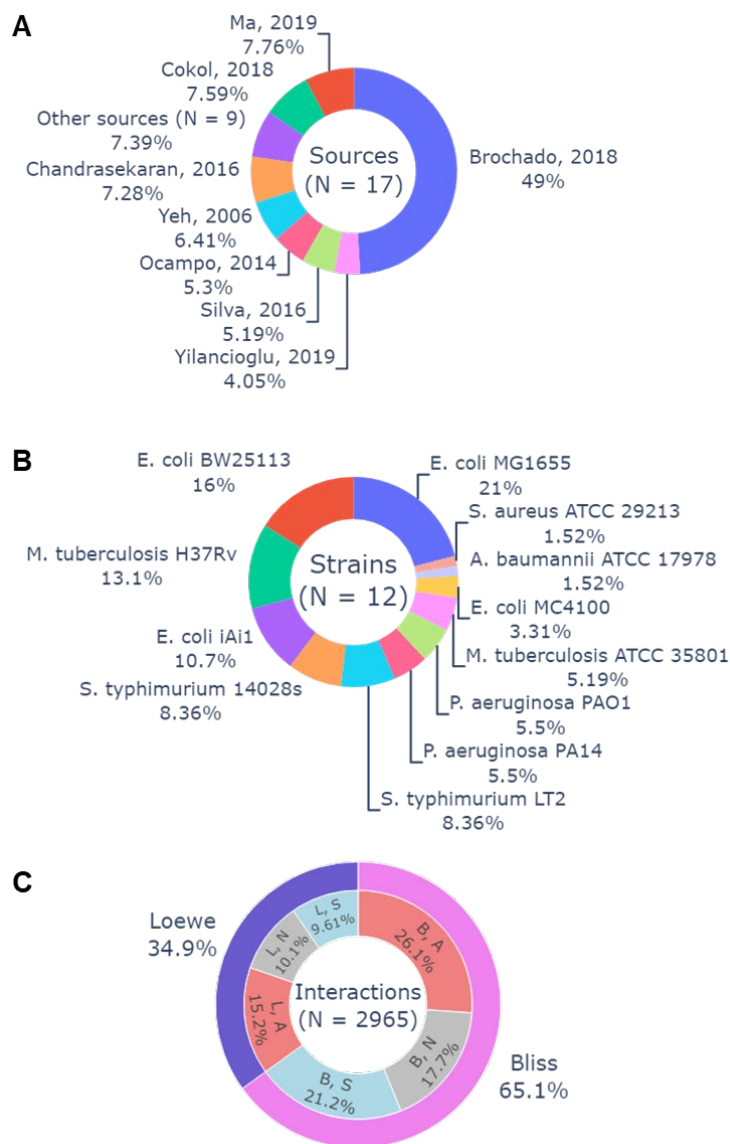 A
Ma, 2019
7.76%
Cokol, 2018
7.59%
Other sources (N = 9)
7.39%
Chandrasekaran, 2016
7.28%
Yeh, 2006
6.41%
Ocampo, 2014
5.3%
Silva, 2016
5.19%
Yilancioglu, 2019
4.05%
Sources
(N = 17)
Brochado, 2018
49%
B
E. coli BW25113
16%
M. tuberculosis H37Rv
13.1%
E. coli iAi1
10.7%
S. typhimurium 14028s
8.36%
Strains
(N = 12)
E. coli MG1655
21%
S. aureus ATCC 29213
1.52%
A. baumannii ATCC 17978
1.52%
E. coli MC4100
3.31%
M. tuberculosis ATCC 35801
5.19%
P. aeruginosa PAO1
5.5%
P. aeruginosa PA14
5.5%
S. typhimurium LT2
8.36%
C
Loewe
34.9%
L, S
9.61%
L, N
10.1%
L, A
15.2%
B, A
26.1%
B, N
17.7%
B, S
21.2%
Interactions
(N = 2965)
Bliss
65.1%